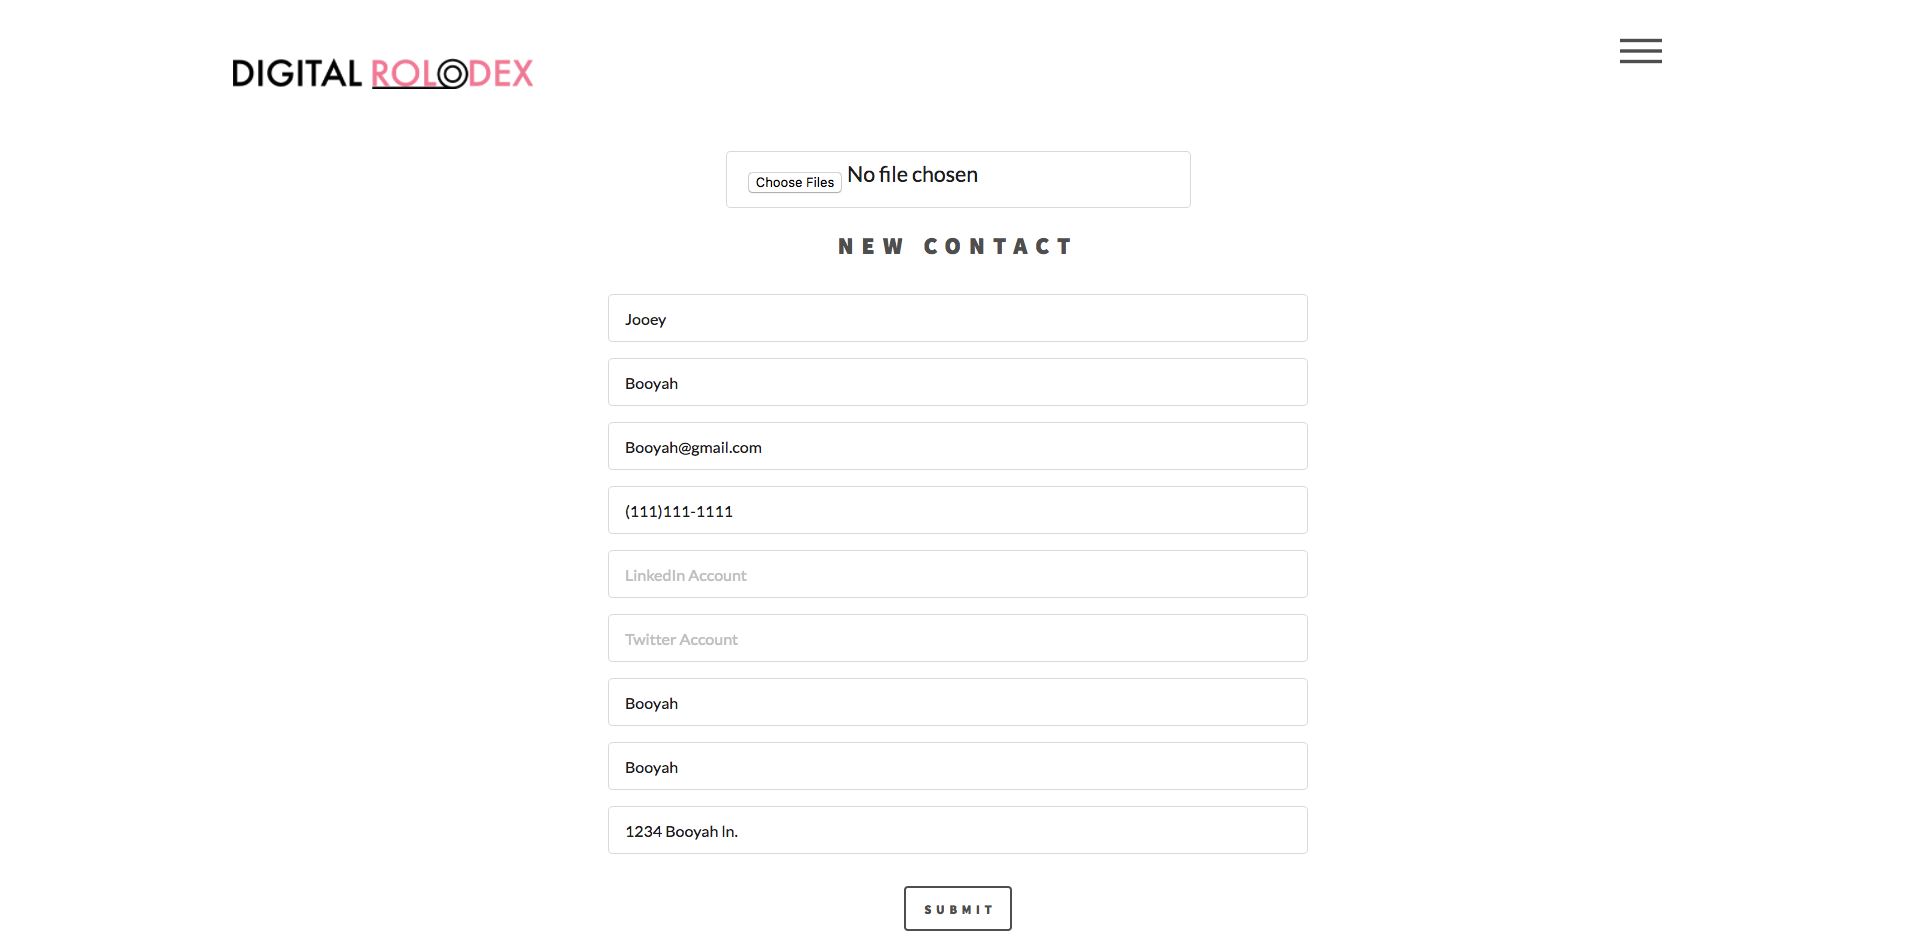 DIGITAL ROLODEX
Choose Files No file chosen
NEW CONTACT
Jooey
Booyah
Booyah@gmail.com
(111)111-1111
LinkedIn Account
Twitter Account
Booyah
Booyah
1234 Booyah ln.
SUBMIT